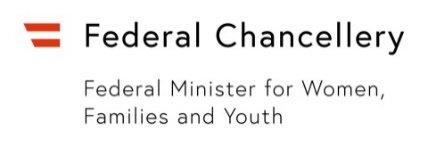 Federal Chancellery
Federal Minister for Women,
Families and Youth